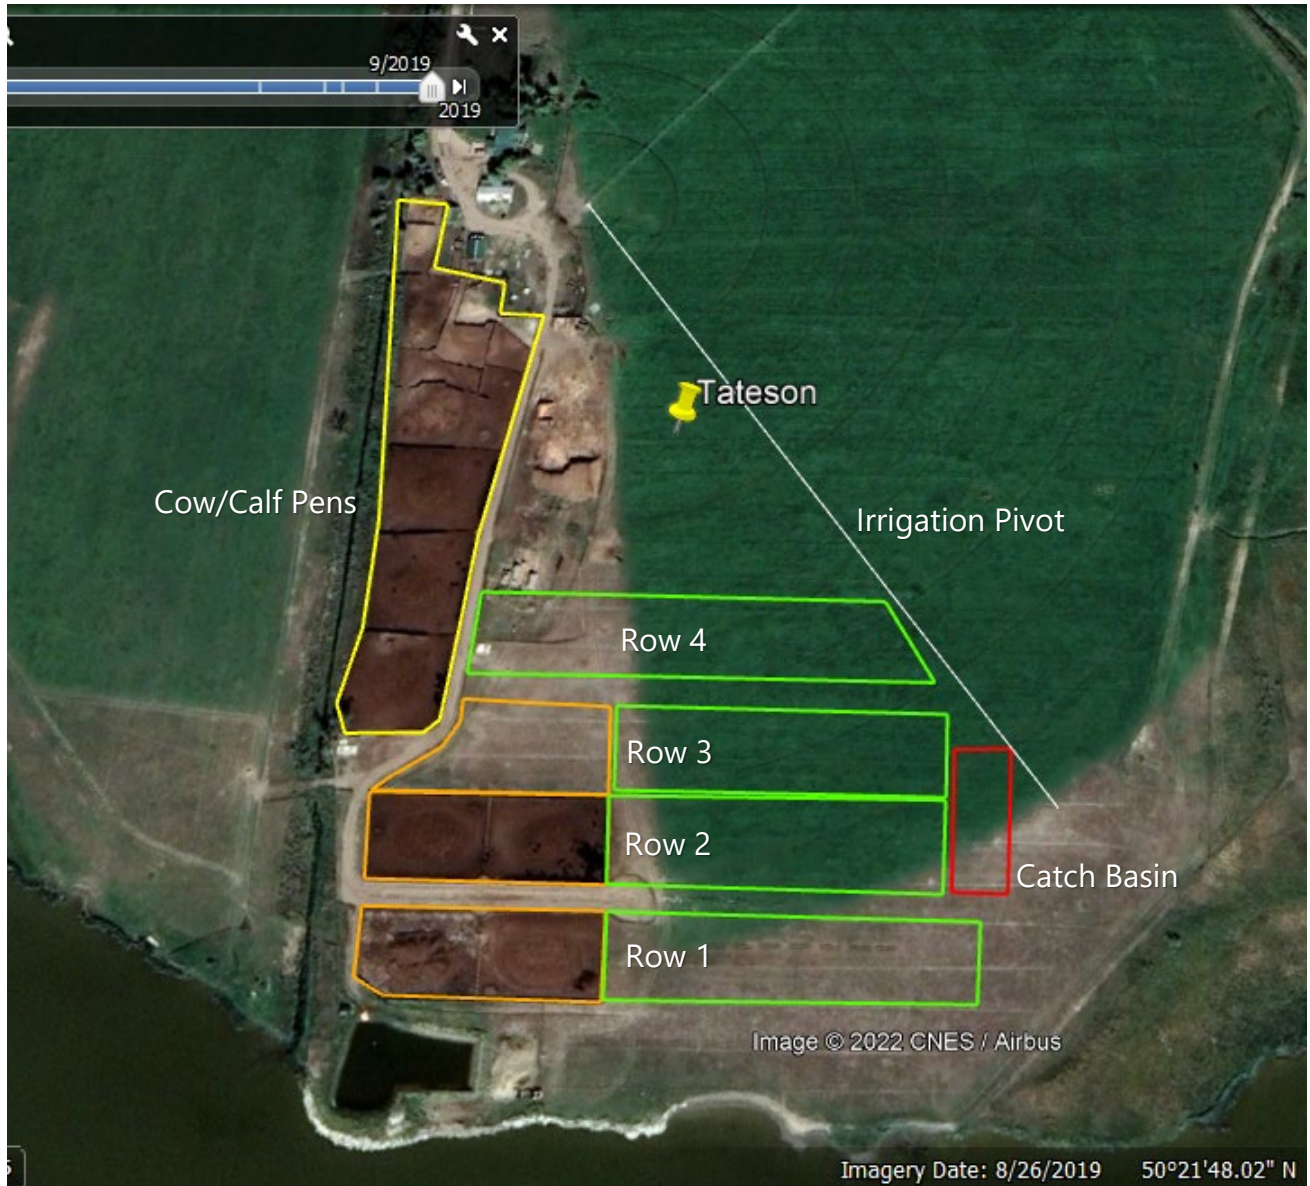 9/2019
2019
Tateson
Cow/Calf Pens
Irrigation Pivot
Row 4
Row 3
Row 2
Catch Basin
Row 1
Image © 2022 CNES / Airbus
Imagery Date: 8/26/2019 50°21'48.02" N